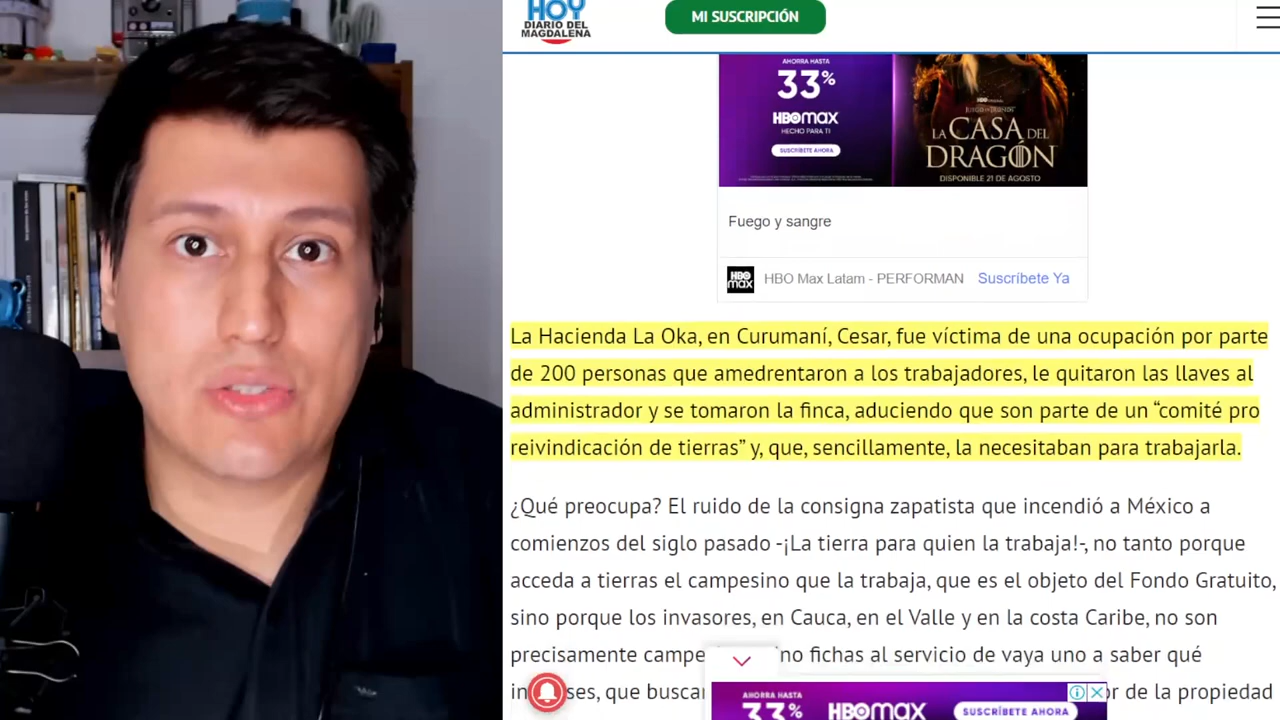 HOY
DIARIO DEL
MAGDALENA
MI SUSCRIPCIÓN
AHORA HASTA
33%
HBOmax
HECHO PARA TI
SUSCRÍBETE AHORA
LA CASA DEL
DRAGÓN
DISPONIBLE 21 DE AGOSTO
Fuego y sangre
HBO max
HBO Max Latam - PERFORMAN
Suscríbete Ya
La Hacienda La Oka, en Curumaní, Cesar, fue víctima de una ocupación por parte
de 200 personas que amedrentaron a los trabajadores, le quitaron las llaves al
administrador y se tomaron la finca, aduciendo que son parte de un “comité pro
reivindicación de tierras” y, que, sencillamente, la necesitaban para trabajarla.
¿Qué preocupa? El ruido de la consigna zapatista que incendió a México a
comienzos del siglo pasado -¡La tierra para quien la trabaja!-, no tanto porque
acceda a tierras el campesino que la trabaja, que es el objeto del Fondo Gratuito,
sino porque los invasores, en Cauca, en el Valle y en la costa Caribe, no son
precisamente fichas al servicio de vaya uno a saber qué
que de la propiedad
AHORRA HASTA
33%
HBOmax
SUSCRÍBETE AHORA